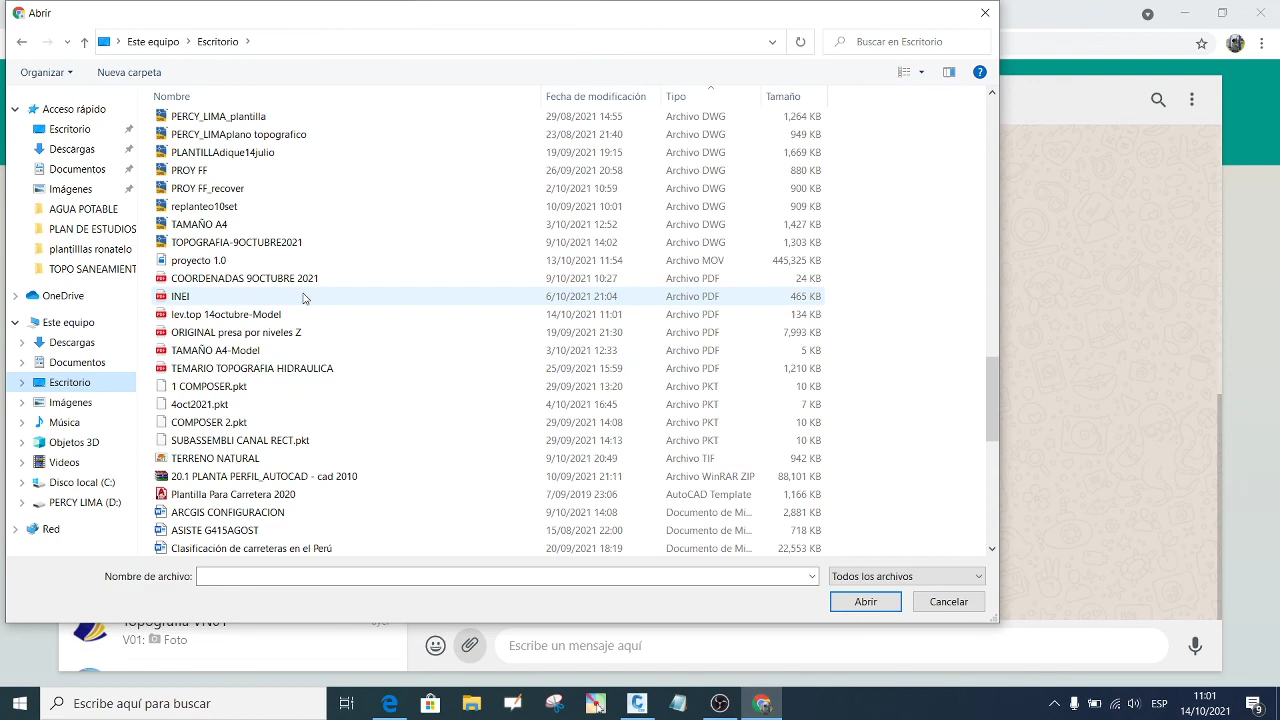 Abrir
Este equipo
Escritorio
Buscar en Escritorio
Organizar
Nueva carpeta
Nombre
Fecha de modificación
Tipo
Tamaño
Acceso rápido
Escritorio
Descargas
Documentos
Imágenes
AGUA POTABLE
PLAN DE ESTUDIOS
plantilllas ronatelo
TOPO SANEAMIENT
OneDrive
Este equipo
Descargas
Documentos
Escritorio
Imágenes
Música
Objetos 3D
Videos
Disco local (C:)
PERCY LIMA (D:)
Red
PERCY_LIMA_plantilla 29/08/2021 14:55 Archivo DWG 1,264 KB
PERCY_LIMAplano topografico 23/08/2021 21:40 Archivo DWG 949 KB
PLANTILLAdique14julio 19/09/2021 19:15 Archivo DWG 1,669 KB
PROY FF 26/09/2021 20:58 Archivo DWG 880 KB
PROY FF_recover 2/10/2021 10:59 Archivo DWG 900 KB
replanteo10set 10/09/2021 10:01 Archivo DWG 909 KB
TAMAÑO A4 3/10/2021 12:52 Archivo DWG 1,427 KB
TOPOGRAFIA-9OCTUBRE2021 9/10/2021 14:02 Archivo DWG 1,303 KB
proyecto 1.0 13/10/2021 11:54 Archivo MOV 445,325 KB
COORDENADAS 9OCTUBRE 2021 9/10/2021 10:27 Archivo PDF 24 KB
INEI 6/10/2021 21:04 Archivo PDF 465 KB
lev.top 14octubre-Model 14/10/2021 11:01 Archivo PDF 134 KB
ORIGINAL presa por niveles Z 19/09/2021 21:30 Archivo PDF 7,993 KB
TAMAÑO A4-Model 3/10/2021 12:33 Archivo PDF 5 KB
TEMARIO TOPOGRAFIA HIDRAULICA 25/09/2021 15:59 Archivo PDF 1,210 KB
1 COMPOSER.pkt 29/09/2021 13:20 Archivo PKT 10 KB
4oct2021.pkt 4/10/2021 16:45 Archivo PKT 7 KB
COMPOSER 2.pkt 29/09/2021 14:08 Archivo PKT 10 KB
SUBASSEMBLI CANAL RECT.pkt 29/09/2021 14:13 Archivo PKT 10 KB
TERRENO NATURAL 9/10/2021 20:49 Archivo TIF 942 KB
20.1 PLANTA PERFIL_AUTOCAD - cad 2010 10/09/2021 21:11 Archivo WinRAR ZIP 88,101 KB
Plantilla Para Carretera 2020 7/09/2019 23:06 AutoCAD Template 1,166 KB
ARCGIS CONFIGURACION 9/10/2021 14:08 Documento de Mi... 2,881 KB
ASISTE G415AGOST 15/08/2021 22:00 Documento de Mi... 718 KB
Clasificación de carreteras en el Perú 20/09/2021 18:19 Documento de Mi... 22,553 KB
Nombre de archivo:
Todos los archivos
Abrir
Cancelar
V01: Foto
Escribe un mensaje aquí
Escribe aquí para buscar
ESP
11:01
14/10/2021
9